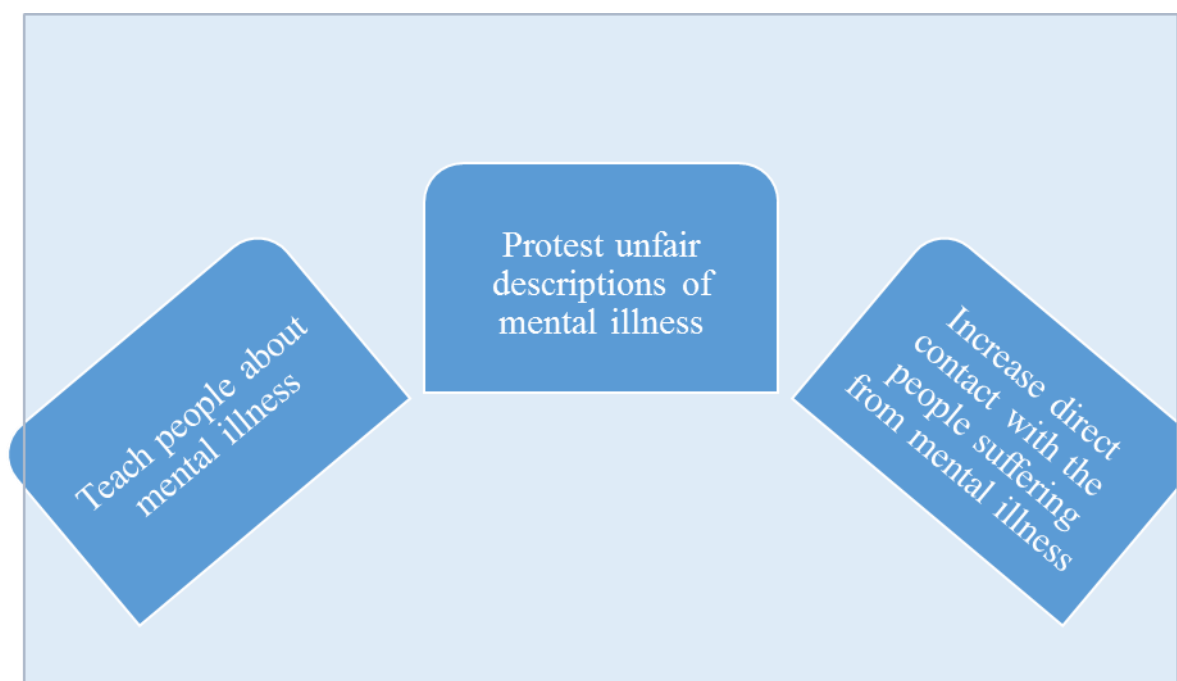 Teach people about
mental illness
Protest unfair
descriptions of
mental illness
Increase direct
contact with the
people suffering
from mental illness